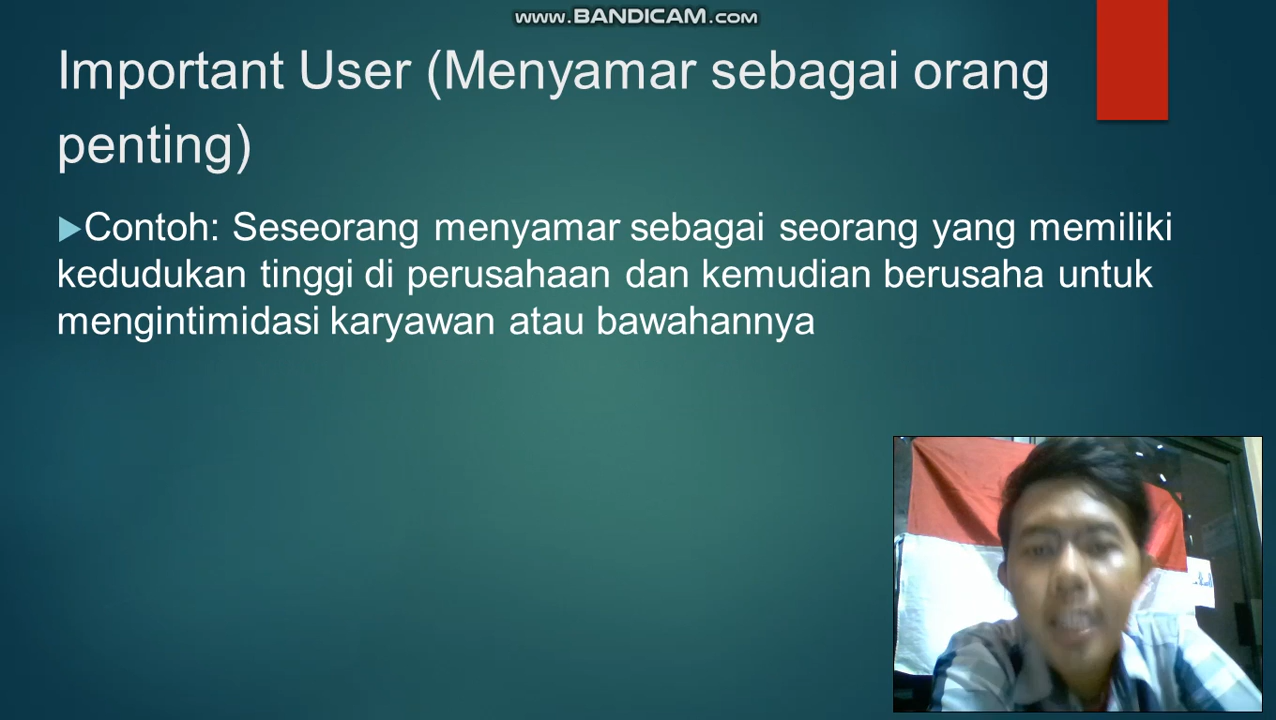 www.BANDICAM.com
Important User (Menyamar sebagai orang
penting)
Contoh: Seseorang menyamar sebagai seorang yang memiliki
kedudukan tinggi di perusahaan dan kemudian berusaha untuk
mengintimidasi karyawan atau bawahannya